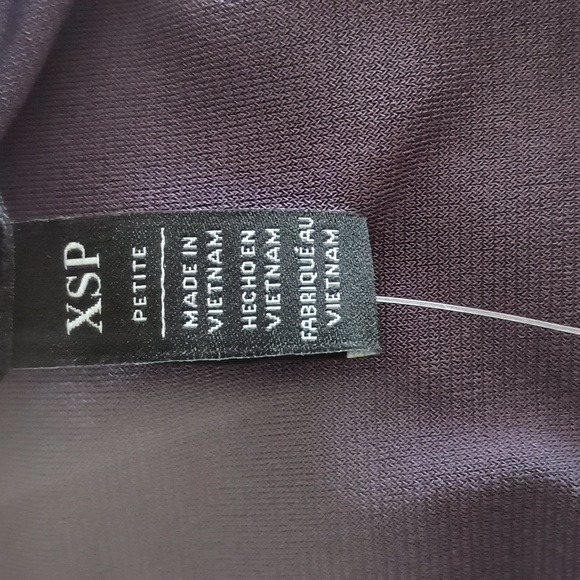 XSP
PETITE
MADE IN
VIETNAM
HECHO EN
VIETNAM
FABRIQUÉ AU
VIETNAM